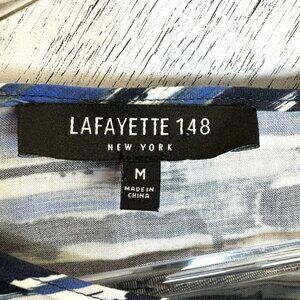 LAFAYETTE 148
NEW YORK
M
MADE IN
CHINA